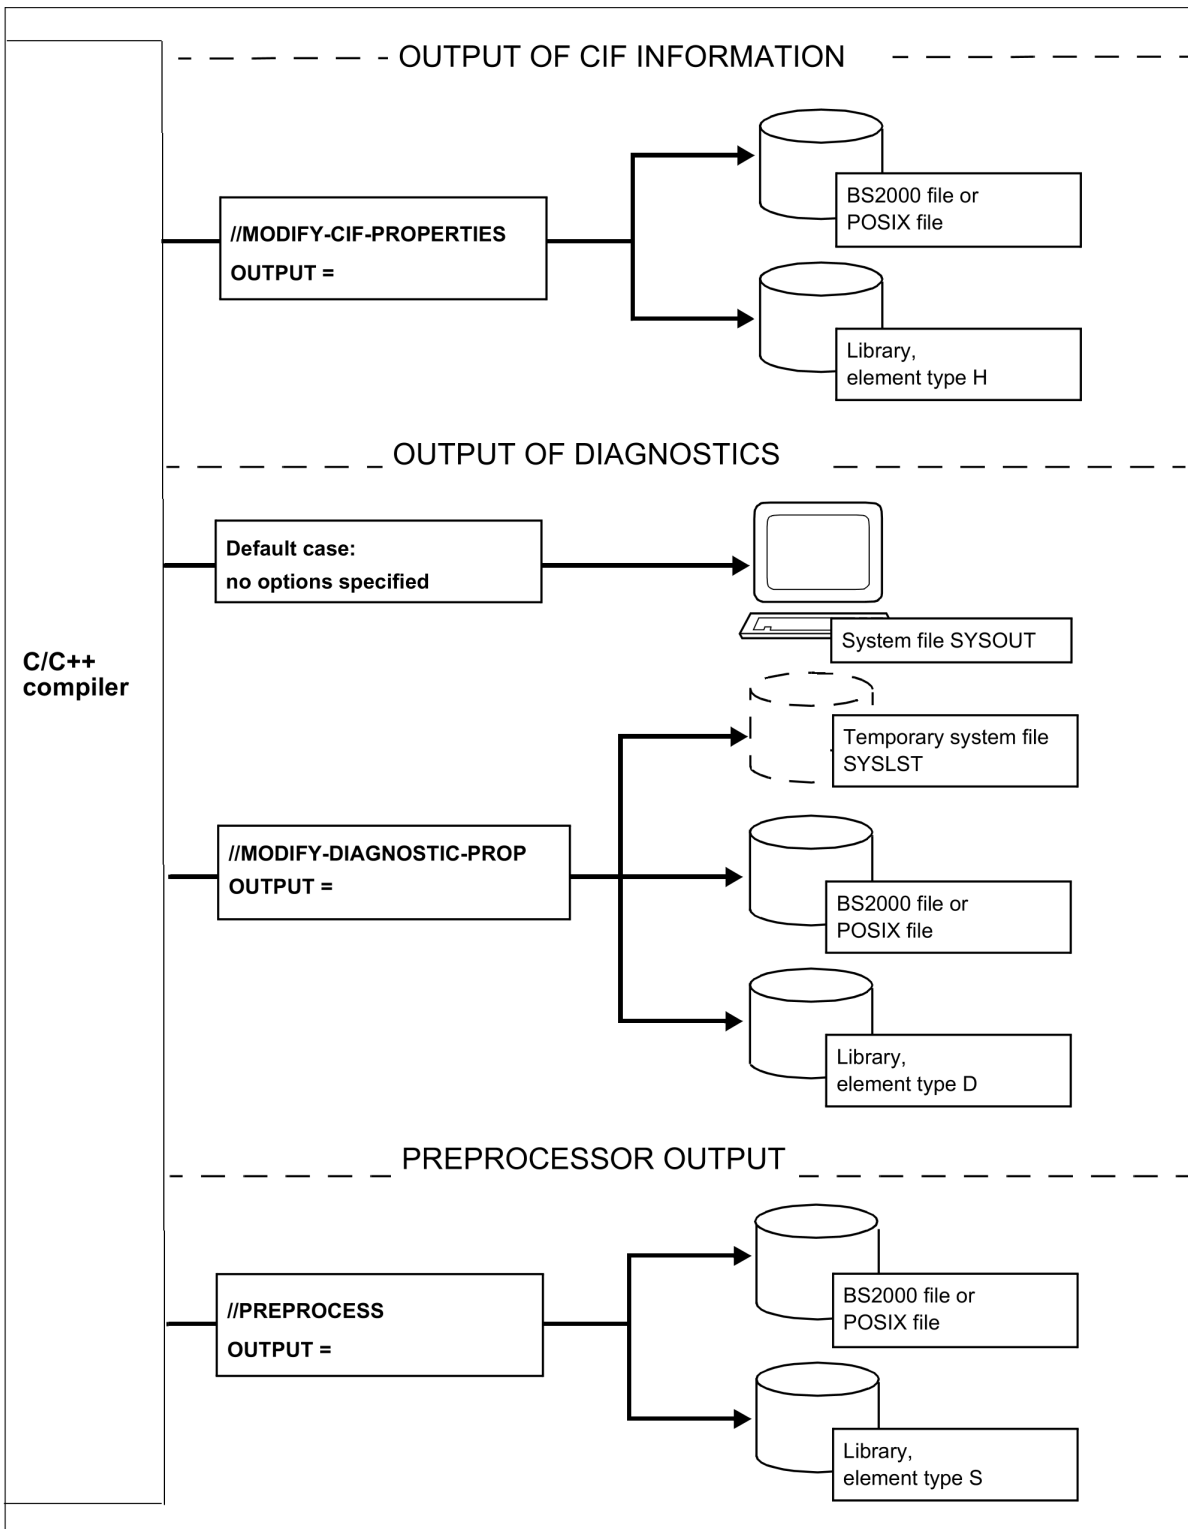 OUTPUT OF CIF INFORMATION
//MODIFY-CIF-PROPERTIES
OUTPUT =
BS2000 file or
POSIX file
Library,
element type H
OUTPUT OF DIAGNOSTICS
Default case:
no options specified
System file SYSOUT
C/C++
compiler
Temporary system file
SYSLST
//MODIFY-DIAGNOSTIC-PROP
OUTPUT =
BS2000 file or
POSIX file
Library,
element type D
PREPROCESSOR OUTPUT
//PREPROCESS
OUTPUT =
BS2000 file or
POSIX file
Library,
element type S